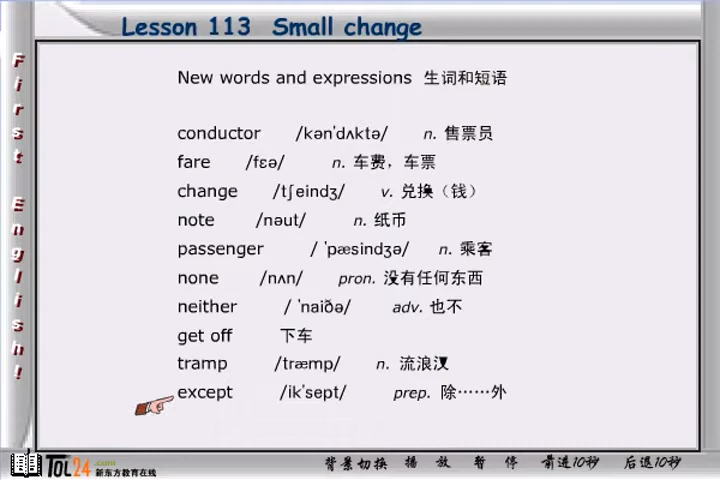 Lesson 113 Small change
First English!
New words and expressions 生词和短语
conductor /kən'dʌktə/ n. 售票员
fare /fɛə/ n. 车费，车票
change /tʃeindʒ/ v. 兑换（钱）
note /nəut/ n. 纸币
passenger / 'pæsindʒə/ n. 乘客
none /nʌn/ pron. 没有任何东西
neither / 'naiðə/ adv. 也不
get off 下车
tramp /træmp/ n. 流浪汉
except /ik'sept/ prep. 除……外
TOL24.com 新东方教育在线
背景切换 播放 暂停 前进10秒 后退10秒